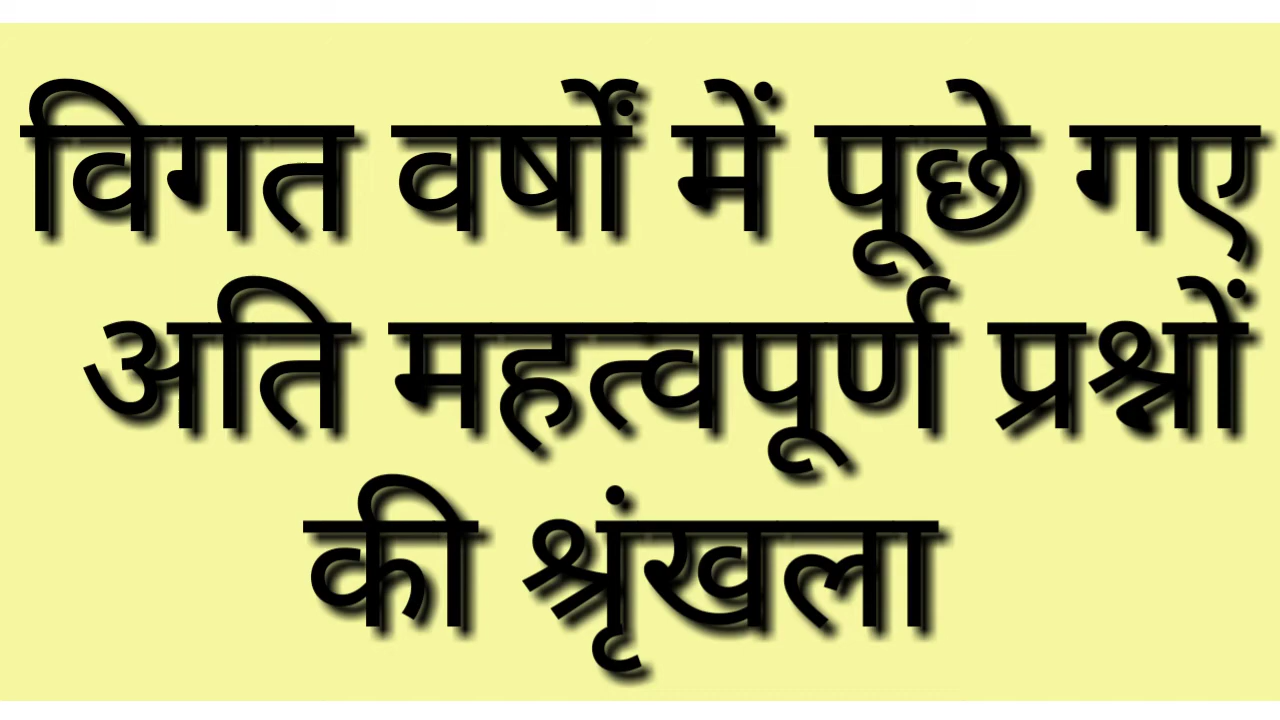 विगत वर्षों में पूछे गए
अति महत्वपूर्ण प्रश्नों
की श्रृंखला